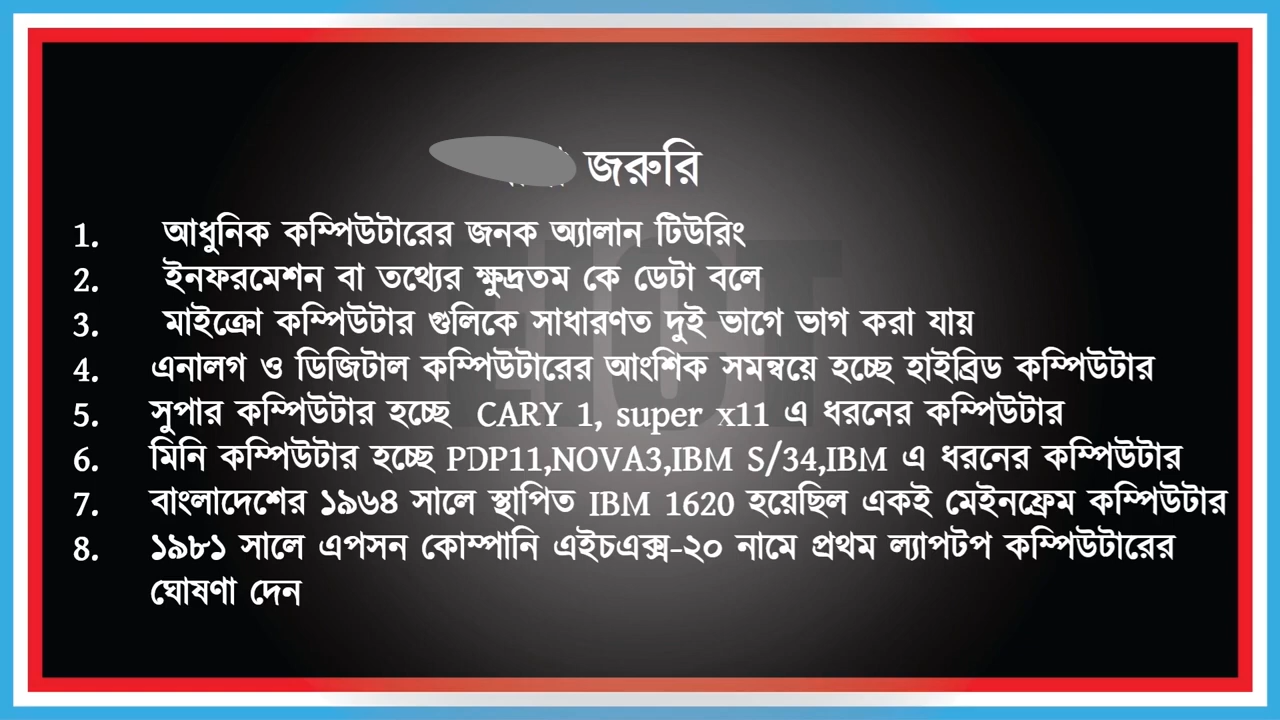 জরুরি
1. আধুনিক কম্পিউটারের জনক অ্যালান টিউরিং
2. ইনফরমেশন বা তথ্যের ক্ষুদ্রতম কে ডেটা বলে
3. মাইক্রো কম্পিউটার গুলিকে সাধারণত দুই ভাগে ভাগ করা যায়
4. এনালগ ও ডিজিটাল কম্পিউটারের আংশিক সমন্বয়ে হচ্ছে হাইব্রিড কম্পিউটার
5. সুপার কম্পিউটার হচ্ছে CARY 1, super x11 এ ধরনের কম্পিউটার
6. মিনি কম্পিউটার হচ্ছে PDP11,NOVA3,IBM S/34,IBM এ ধরনের কম্পিউটার
7. বাংলাদেশের ১৯৬৪ সালে স্থাপিত IBM 1620 হয়েছিল একই মেইনফ্রেম কম্পিউটার
8. ১৯৮১ সালে এপসন কোম্পানি এইচএক্স-২০ নামে প্রথম ল্যাপটপ কম্পিউটারের
ঘোষণা দেন